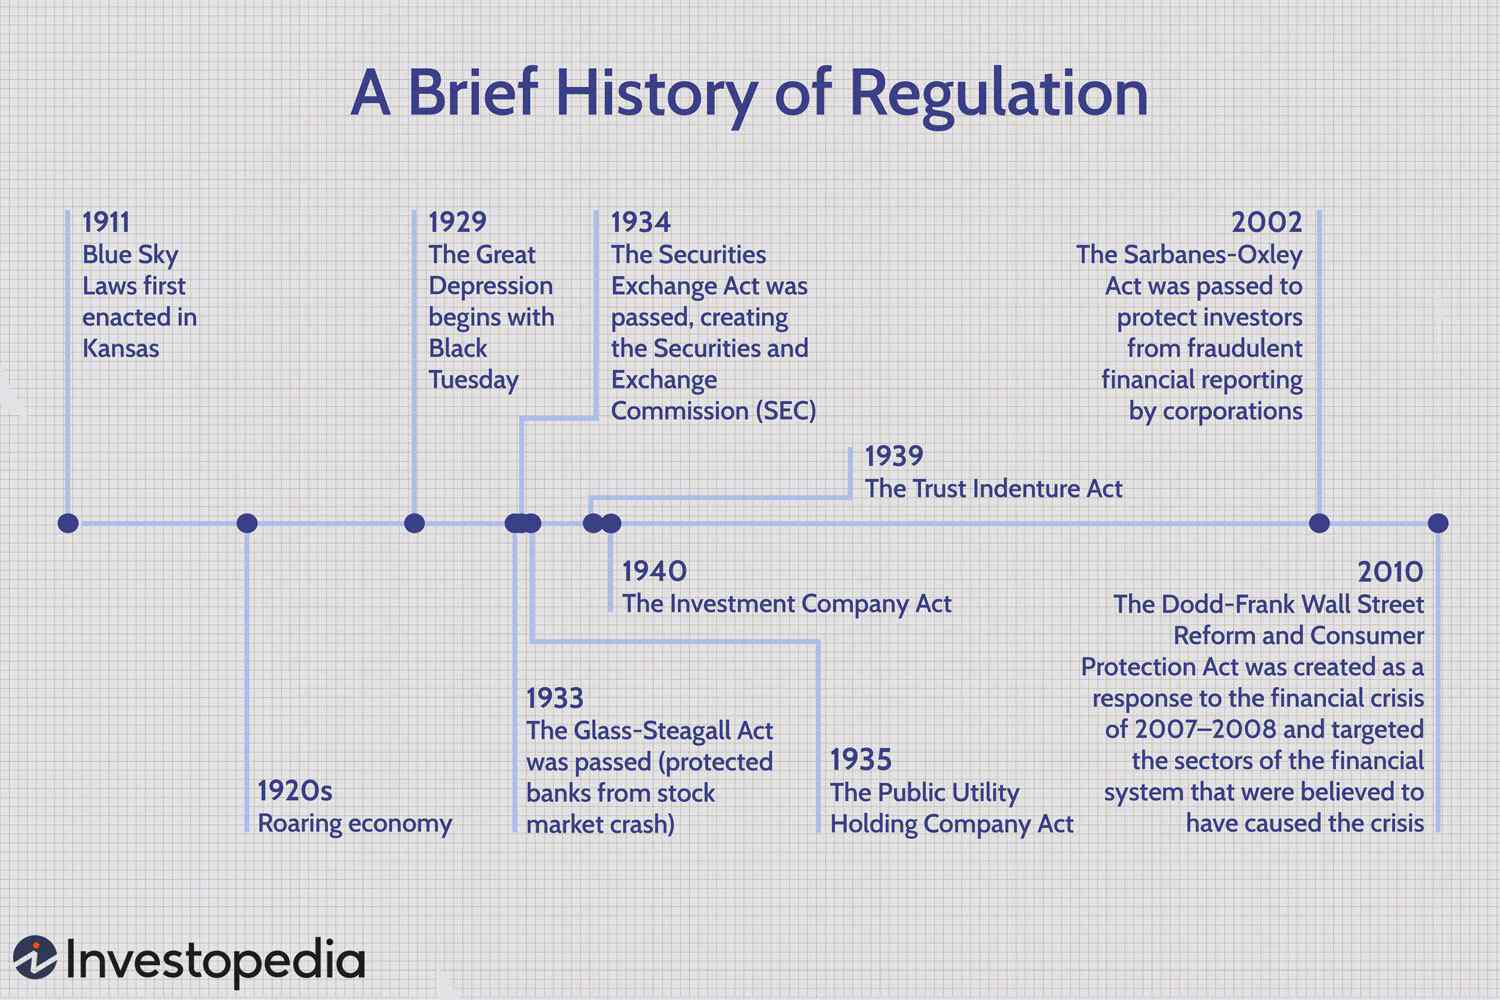 A Brief History of Regulation
1911
Blue Sky
Laws first
enacted in
Kansas
1929
The Great
Depression
begins with
Black
Tuesday
1934
The Securities
Exchange Act was
passed, creating
the Securities and
Exchange
Commission (SEC)
2002
The Sarbanes-Oxley
Act was passed to
protect investors
from fraudulent
financial reporting
by corporations
1939
The Trust Indenture Act
1940
The Investment Company Act
1920s
Roaring economy
1933
The Glass-Steagall Act
was passed (protected
banks from stock
market crash)
1935
The Public Utility
Holding Company Act
2010
The Dodd-Frank Wall Street
Reform and Consumer
Protection Act was created as a
response to the financial crisis
of 2007–2008 and targeted
the sectors of the financial
system that were believed to
have caused the crisis
Investopedia